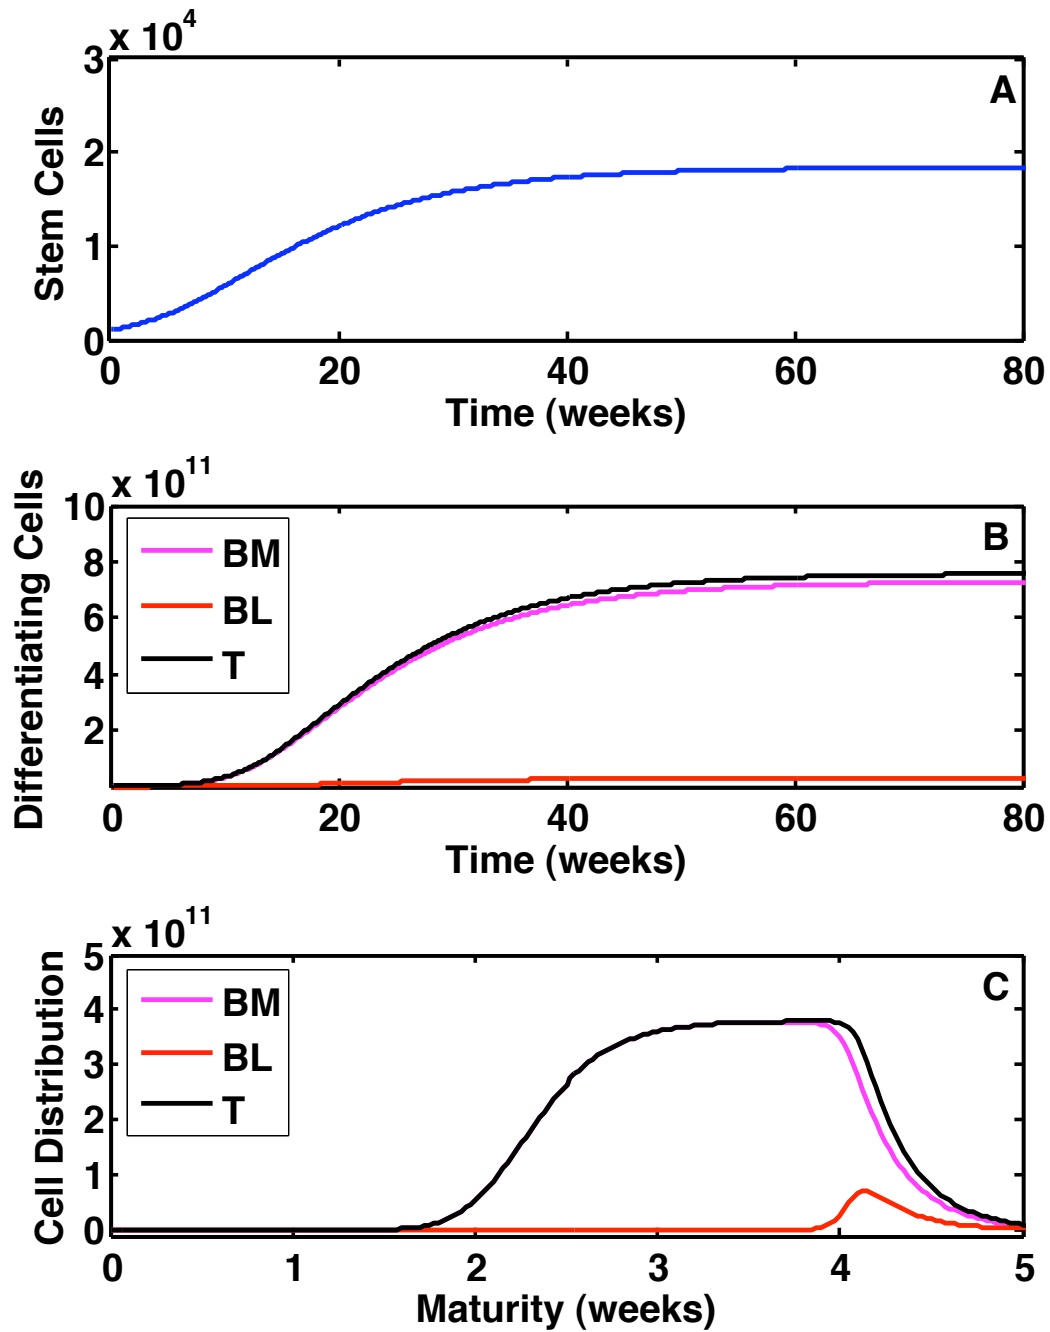 x 10^4
3
A
2
1
0
Stem Cells
0 20 40 60 80
Time (weeks)
x 10^11
10
B
8
6
4
2
BM
BL
T
Differentiating Cells
0 20 40 60 80
Time (weeks)
x 10^11
5
C
4
3
2
1
0
BM
BL
T
Cell Distribution
0 1 2 3 4 5
Maturity (weeks)